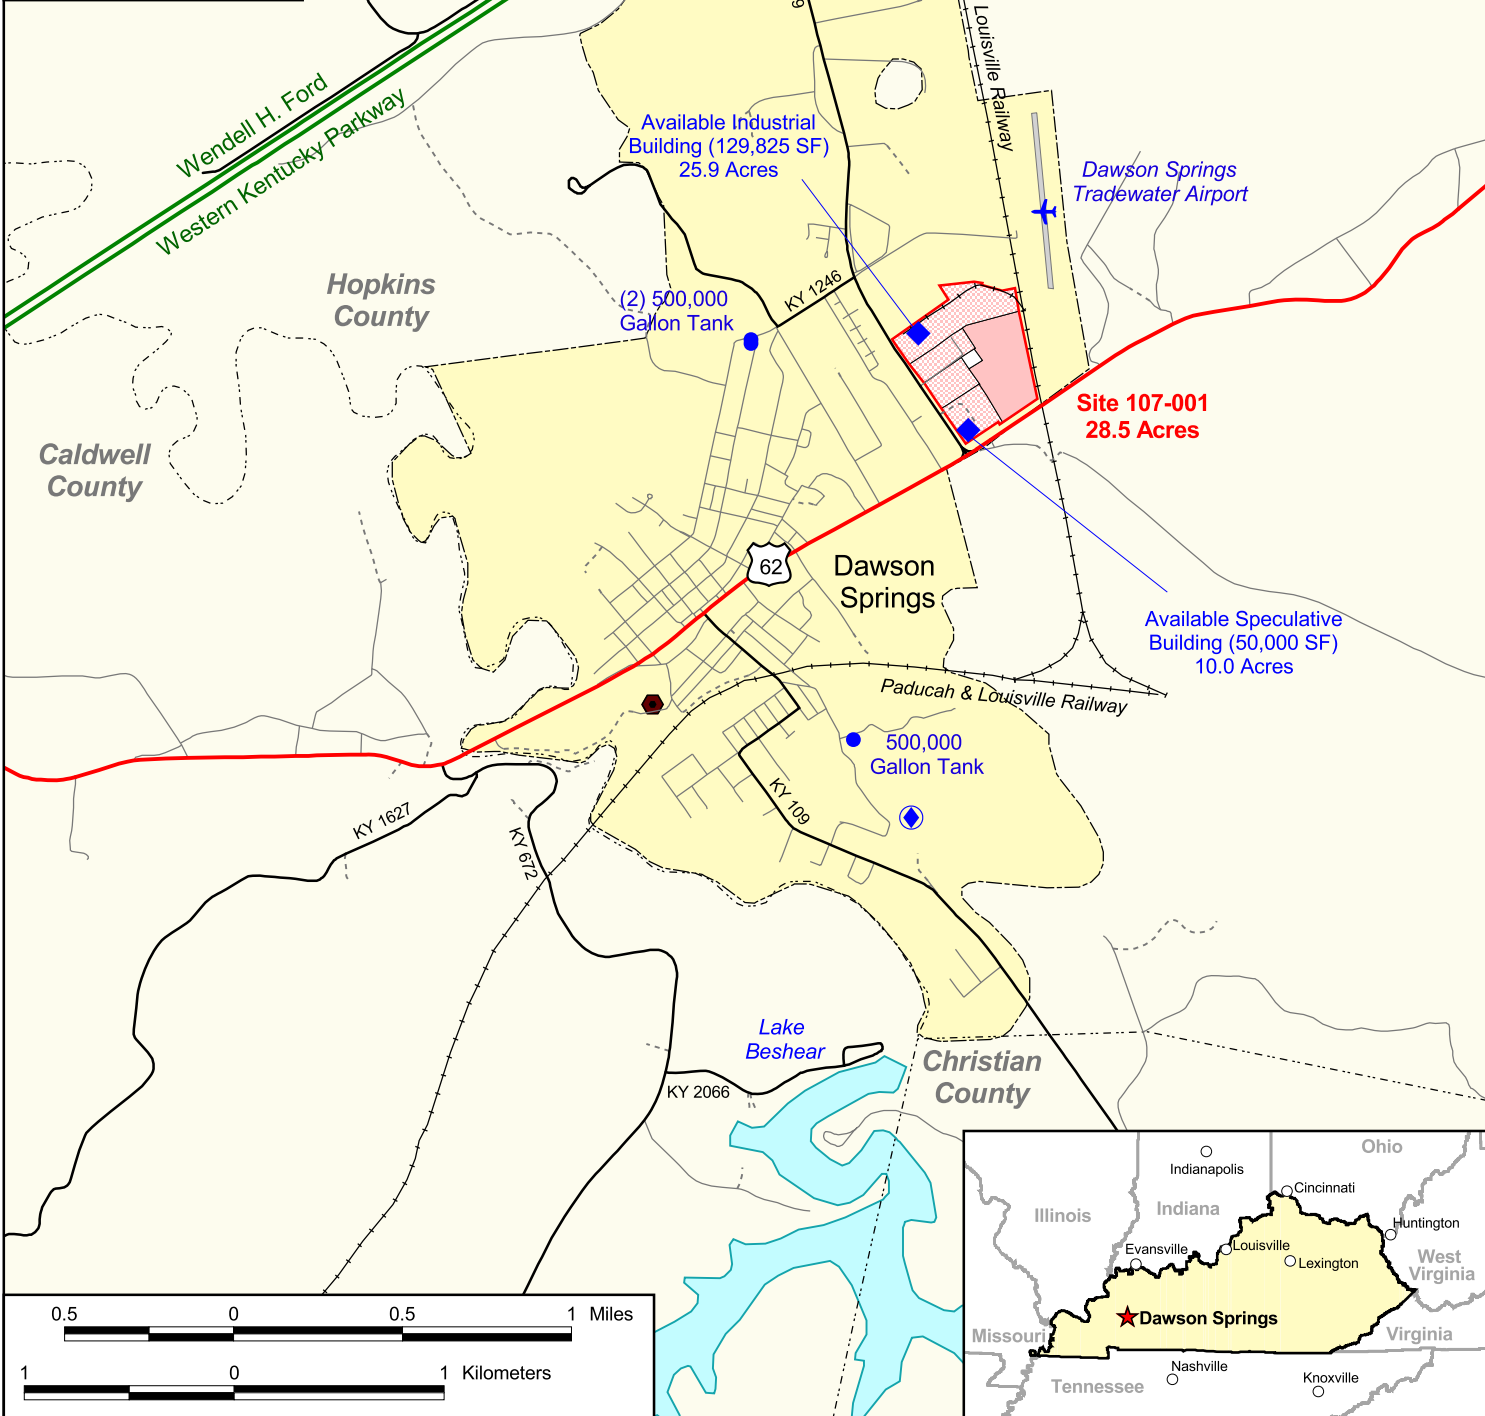 9
Louisville Railway
Wendell H. Ford
Western Kentucky Parkway
Available Industrial
Building (129,825 SF)
25.9 Acres
Dawson Springs
Tradewater Airport
Hopkins
County
(2) 500,000
Gallon Tank
KY 1246
Site 107-001
28.5 Acres
Caldwell
County
62
Dawson
Springs
Available Speculative
Building (50,000 SF)
10.0 Acres
Paducah & Louisville Railway
500,000
Gallon Tank
KY 109
KY 1627
KY 672
Lake
Beshear
KY 2066
Christian
County
Ohio
Indianapolis
Cincinnati
Illinois
Indiana
Huntington
Evansville
Louisville
Lexington
West
Virginia
Dawson Springs
Missouri
Virginia
Nashville
Tennessee
Knoxville
0.5 0 0.5 1 Miles
1 0 1 Kilometers